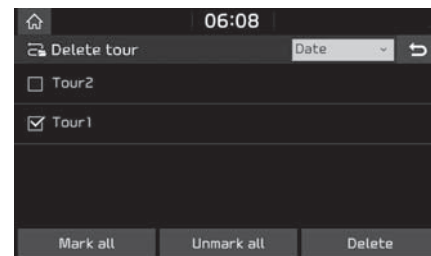 06:08
Delete tour Date
Tour2
Tour1
Mark all Unmark all Delete